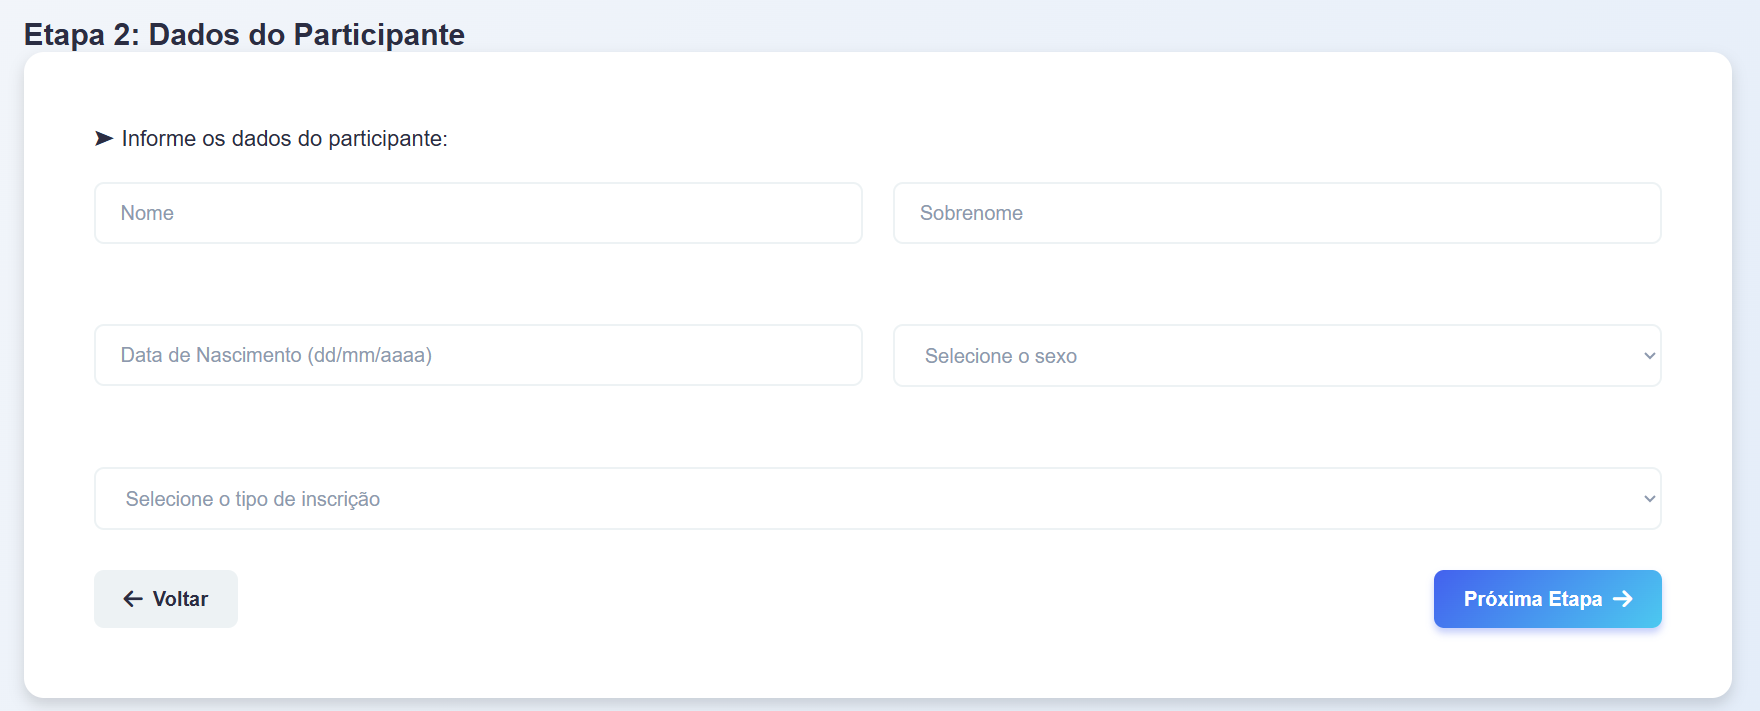 Etapa 2: Dados do Participante
➤ Informe os dados do participante:
Nome
Sobrenome
Data de Nascimento (dd/mm/aaaa)
Selecione o sexo
Selecione o tipo de inscrição
← Voltar
Próxima Etapa →